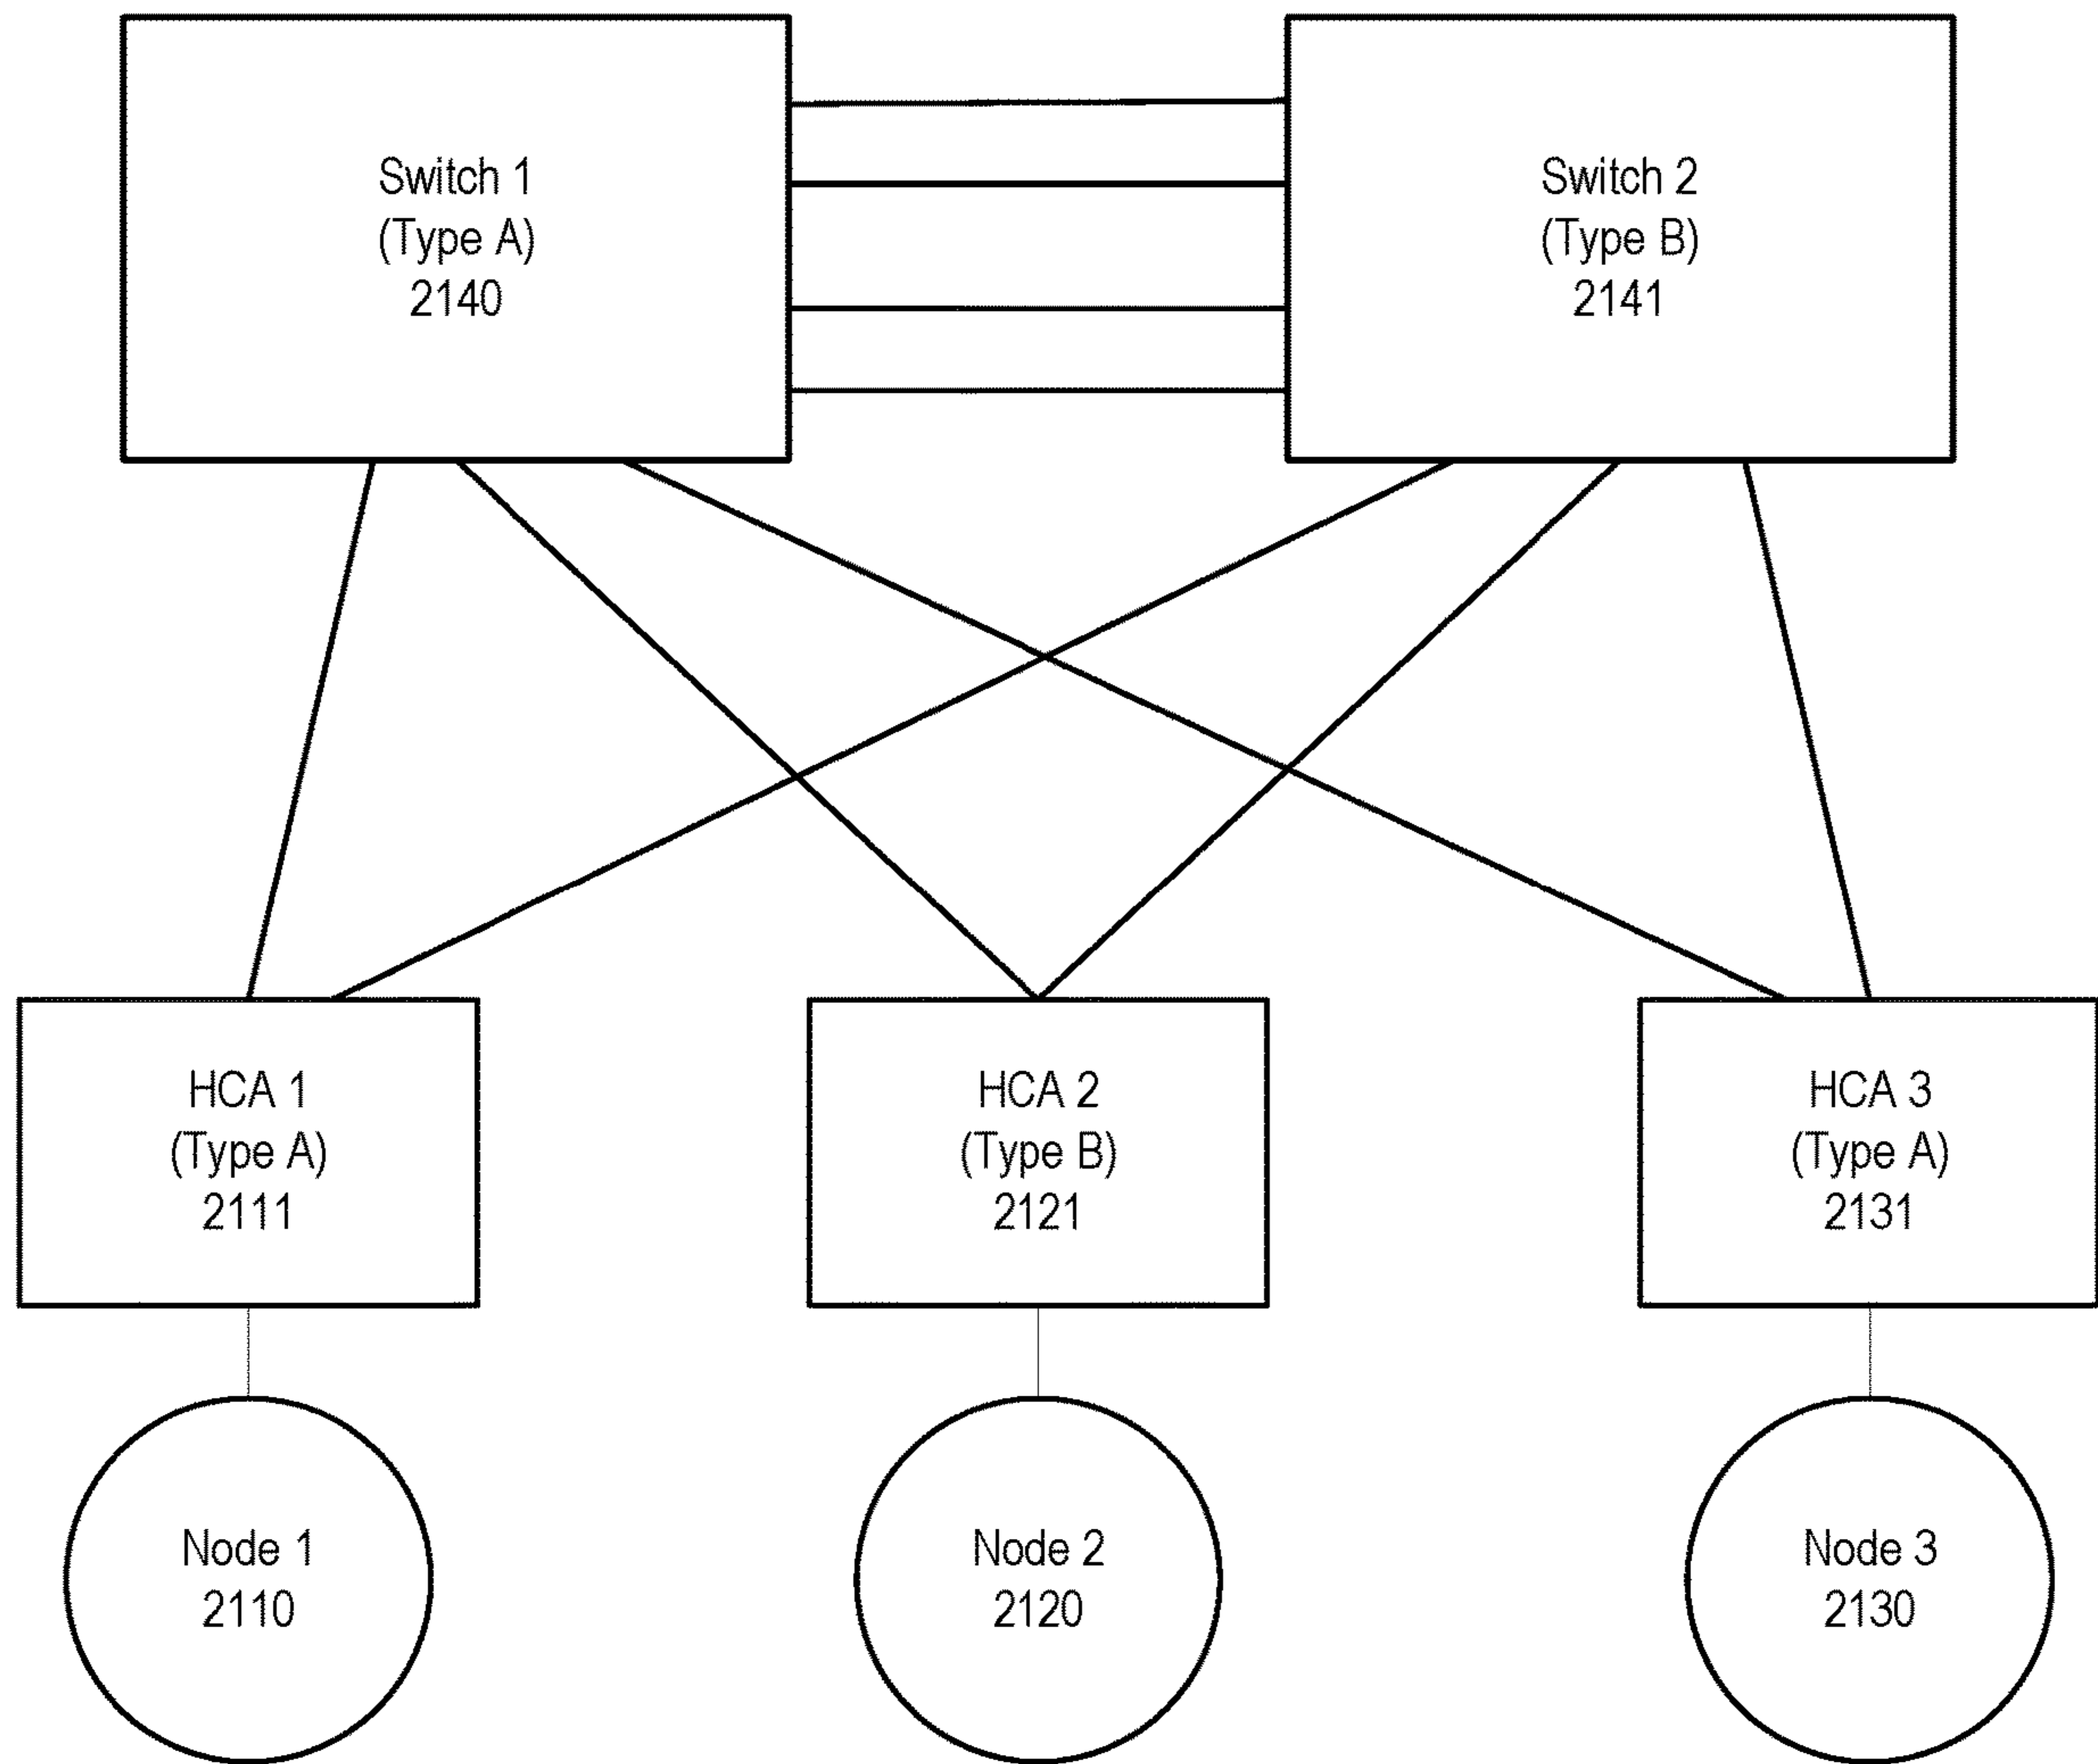 Switch 1
(Type A)
2140
Switch 2
(Type B)
2141
HCA 1
(Type A)
2111
HCA 2
(Type B)
2121
HCA 3
(Type A)
2131
Node 1
2110
Node 2
2120
Node 3
2130